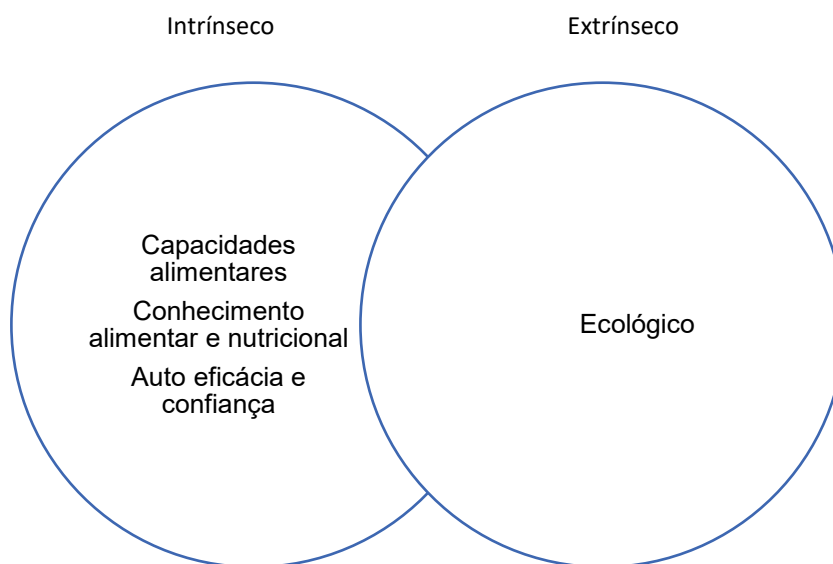 Intrínseco
Extrínseco
Capacidades
alimentares
Conhecimento
alimentar e nutricional
Auto eficácia e
confiança
Ecológico